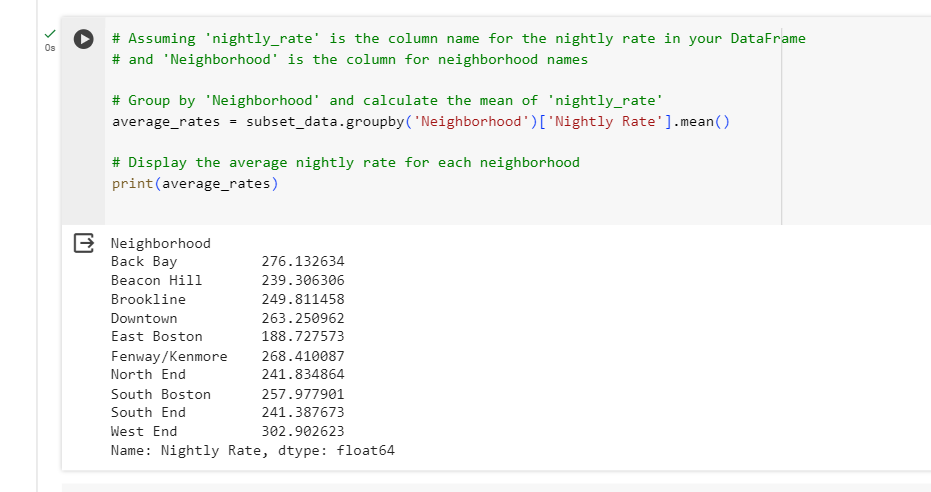 0s
# Assuming 'nightly_rate' is the column name for the nightly rate in your DataFrame
# and 'Neighborhood' is the column for neighborhood names
# Group by 'Neighborhood' and calculate the mean of 'nightly_rate'
average_rates = subset_data.groupby('Neighborhood')['Nightly Rate'].mean()
# Display the average nightly rate for each neighborhood
print(average_rates)
Neighborhood
Back Bay          276.132634
Beacon Hill       239.306306
Brookline         249.811458
Downtown          263.250962
East Boston       188.727573
Fenway/Kenmore    268.410087
North End         241.834864
South Boston      257.977901
South End         241.387673
West End          302.902623
Name: Nightly Rate, dtype: float64